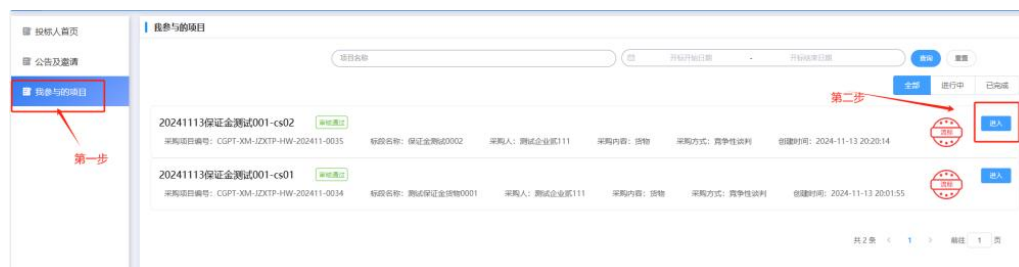 投标人首页
公告及邀请
我参与的项目
第一步
我参与的项目
项目名称 开标开始日期 - 开标结束日期 查询 重置
全部 进行中 已完成
第二步
20241113保证金测试001-cs02 审核通过
采购项目编号：CGPT-XM-JZXTP-HW-202411-0035 标段名称：保证金测试0002 采购人：测试企业贰111 采购内容：货物 采购方式：竞争性谈判 创建时间：2024-11-13 20:20:14
流标 进入
20241113保证金测试001-cs01 审核通过
采购项目编号：CGPT-XM-JZXTP-HW-202411-0034 标段名称：测试保证金货物0001 采购人：测试企业贰111 采购内容：货物 采购方式：竞争性谈判 创建时间：2024-11-13 20:01:55
流标 进入
共 2 条 < 1 > 前往 1 页